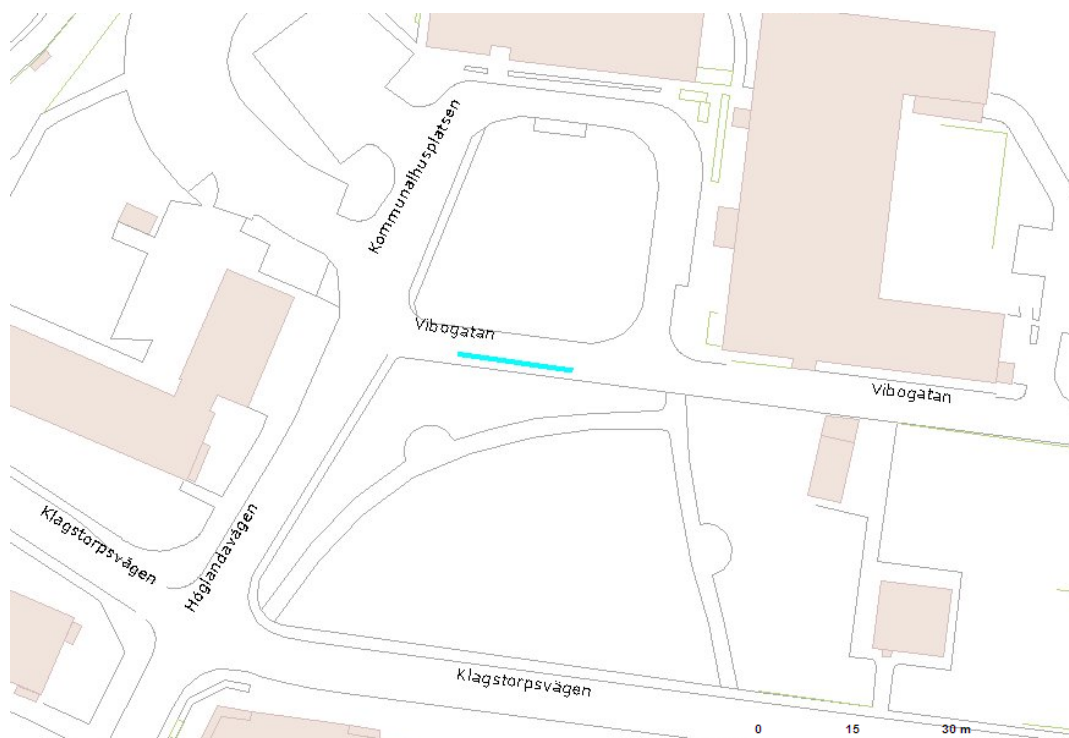 Kommunalhusplatsen
Vibogatan
Vibogatan
Klagstorpsvägen
Höglandavägen
Klagstorpsvägen
0 15 30 m